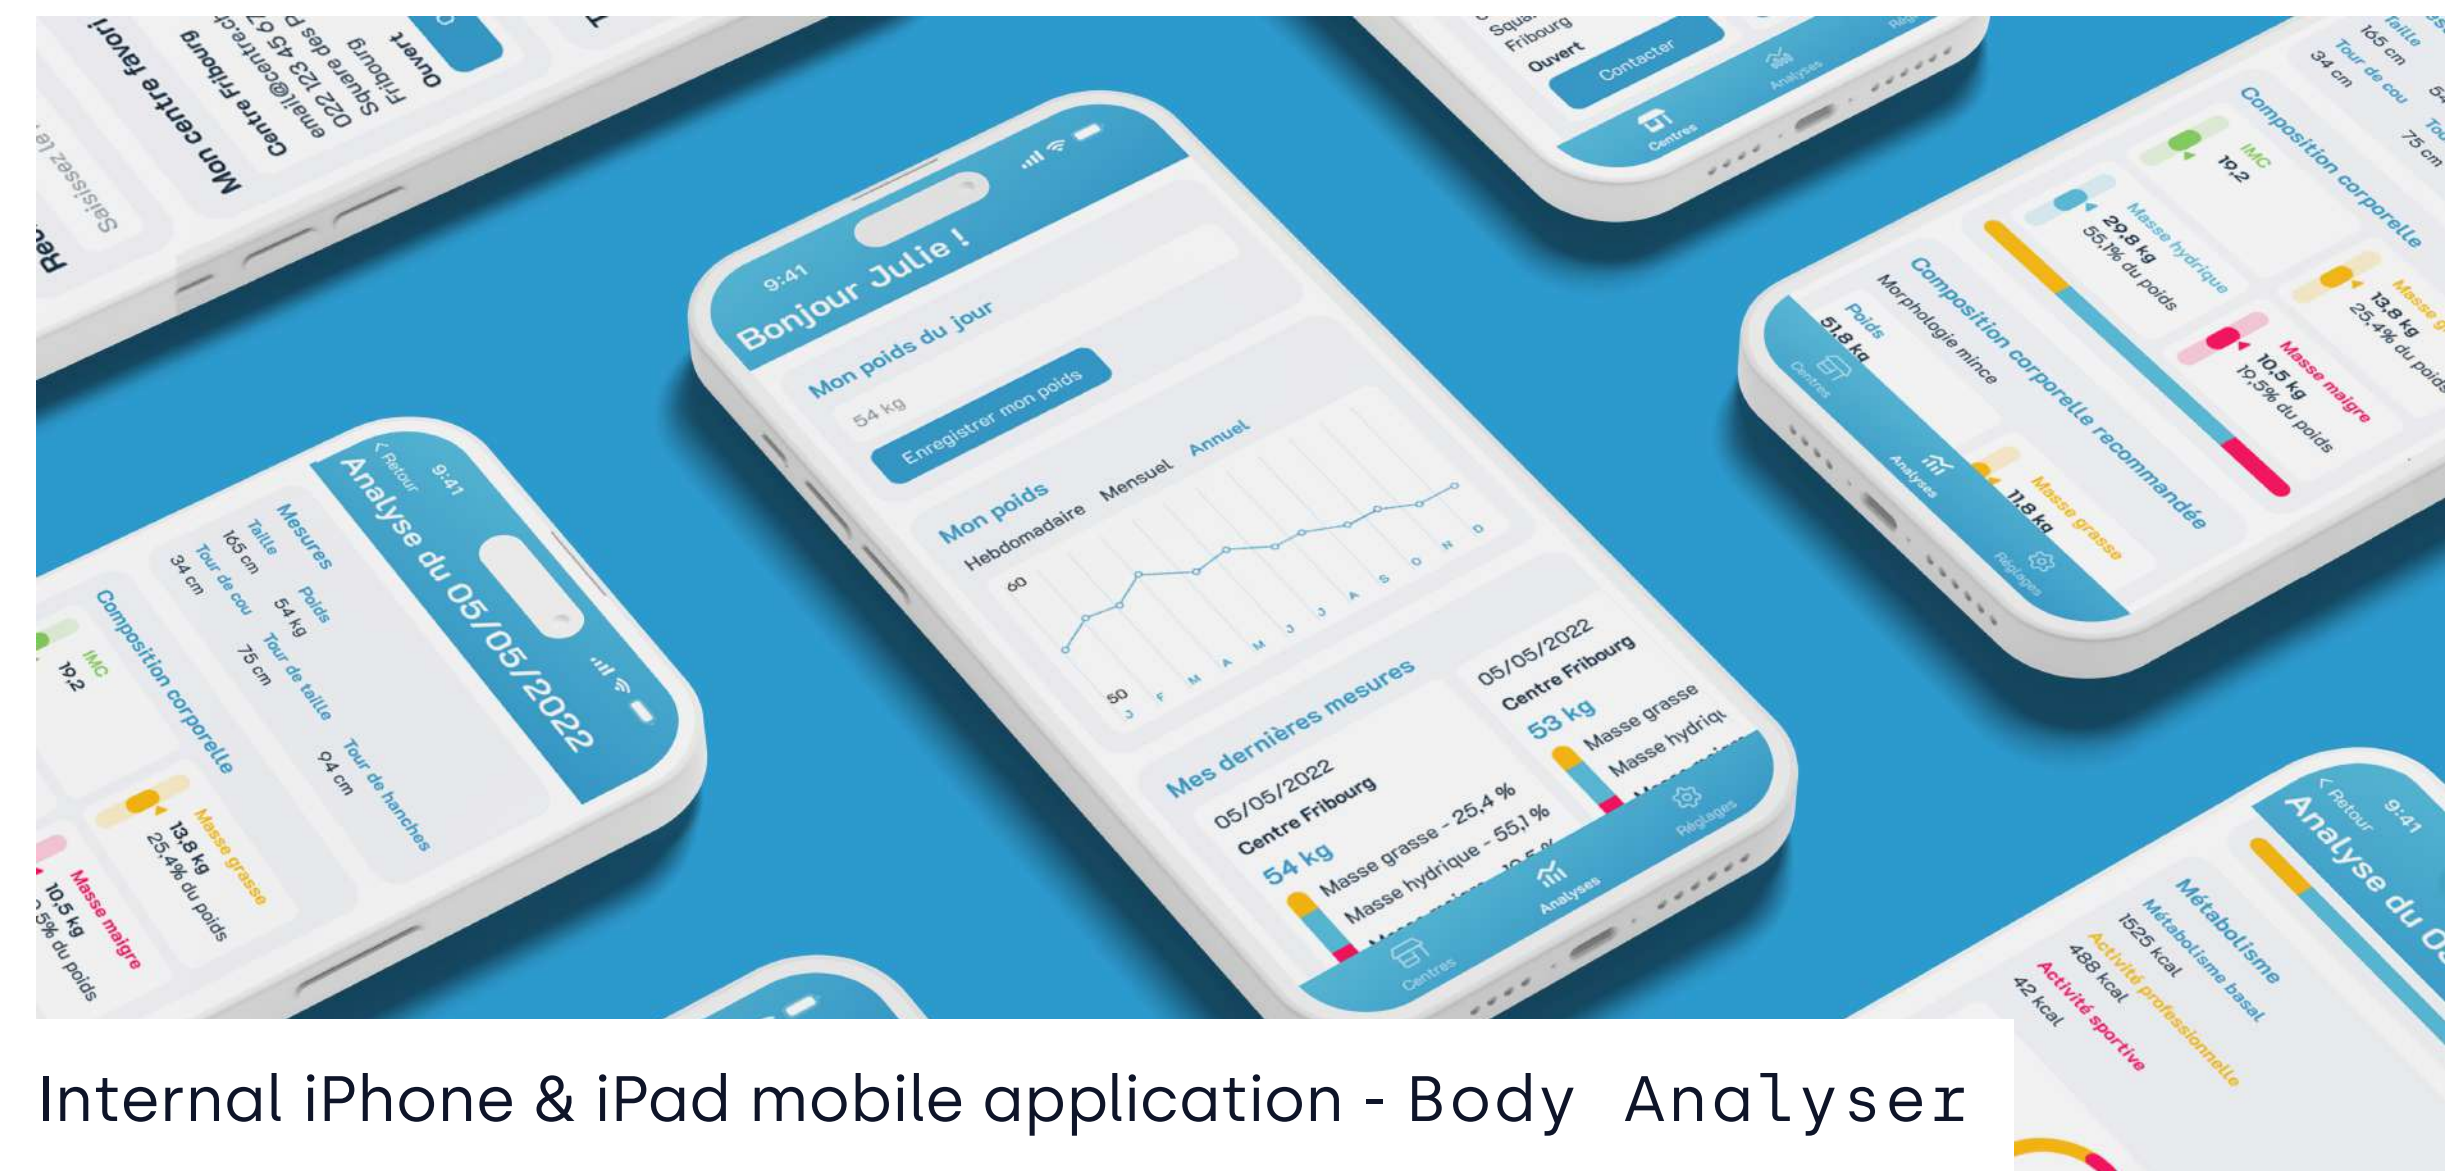 Saisissez le
Mon centre favori
Centre Fribourg
022 123 45 6
Square des P
Fribourg
Ouvert
Fribourg
Ouvert
Contacter
Centres
Analyses
9:41
Bonjour Julie !
Mon poids du jour
54 kg
Enregistrer mon poids
Mon poids
Hebdomadaire Mensuel Annuel
60
50
J F M A M J J A S O N D
Mes dernières mesures
05/05/2022
Centre Fribourg
54 kg
Masse grasse - 25,4 %
Masse hydrique - 55,1 %
05/05/2022
Centre Fribourg
53 kg
Masse grasse
Masse hydriq
Centres
Analyses
Réglages
9:41
< Retour
Analyse du 05/05/2022
Mesures
Taille
165 cm
Poids
54 kg
Tour de cou
34 cm
Tour de taille
75 cm
Tour de hanches
94 cm
Composition corporelle
IMC
19,2
Masse grasse
13,8 kg
25,4% du poids
Masse maigre
10,5 kg
5% du poids
Taille
165 cm
Tour de cou
34 cm
75 cm
Composition corporelle
IMC
19,2
Masse hydrique
29,8 kg
55,1% du poids
Masse g
13,8 kg
25,4% du poids
Masse maigre
10,5 kg
19,5% du poids
Composition corporelle recommandée
Morphologie mince
Poids
51,8 kg
Masse grasse
11,8 kg
Centres
Analyses
Réglages
9:41
< Retour
Analyse du 0
Métabolisme
Métabolisme basal
1525 kcal
Activité professionnelle
488 kcal
Activité sportive
42 kcal
Internal iPhone & iPad mobile application - Body Analyser